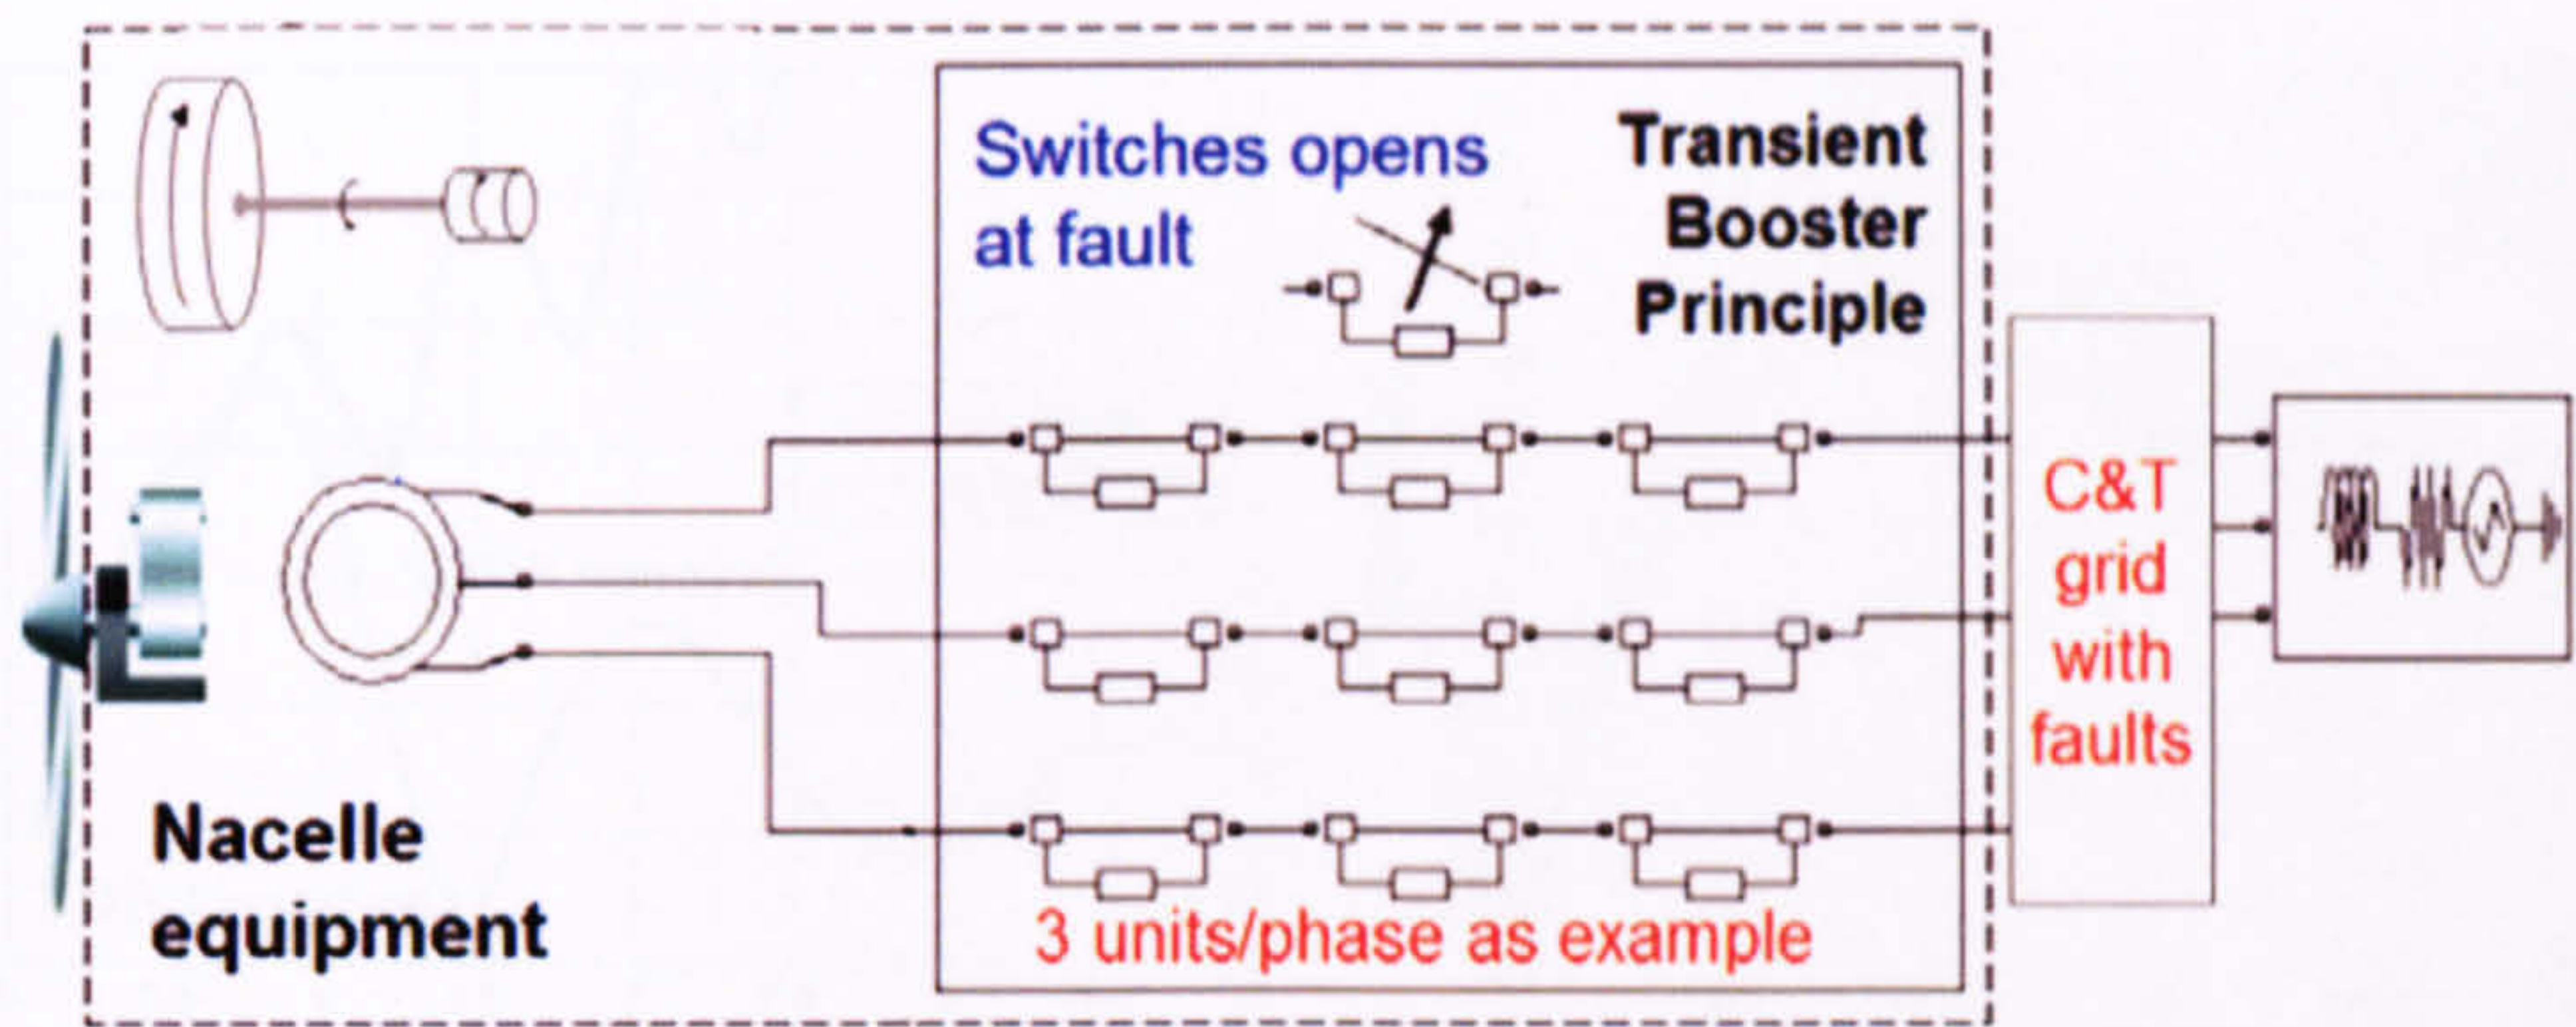 Switches opens
at fault
Transient
Booster
Principle
C&T
grid
with
faults
Nacelle
equipment
3 units/phase as example